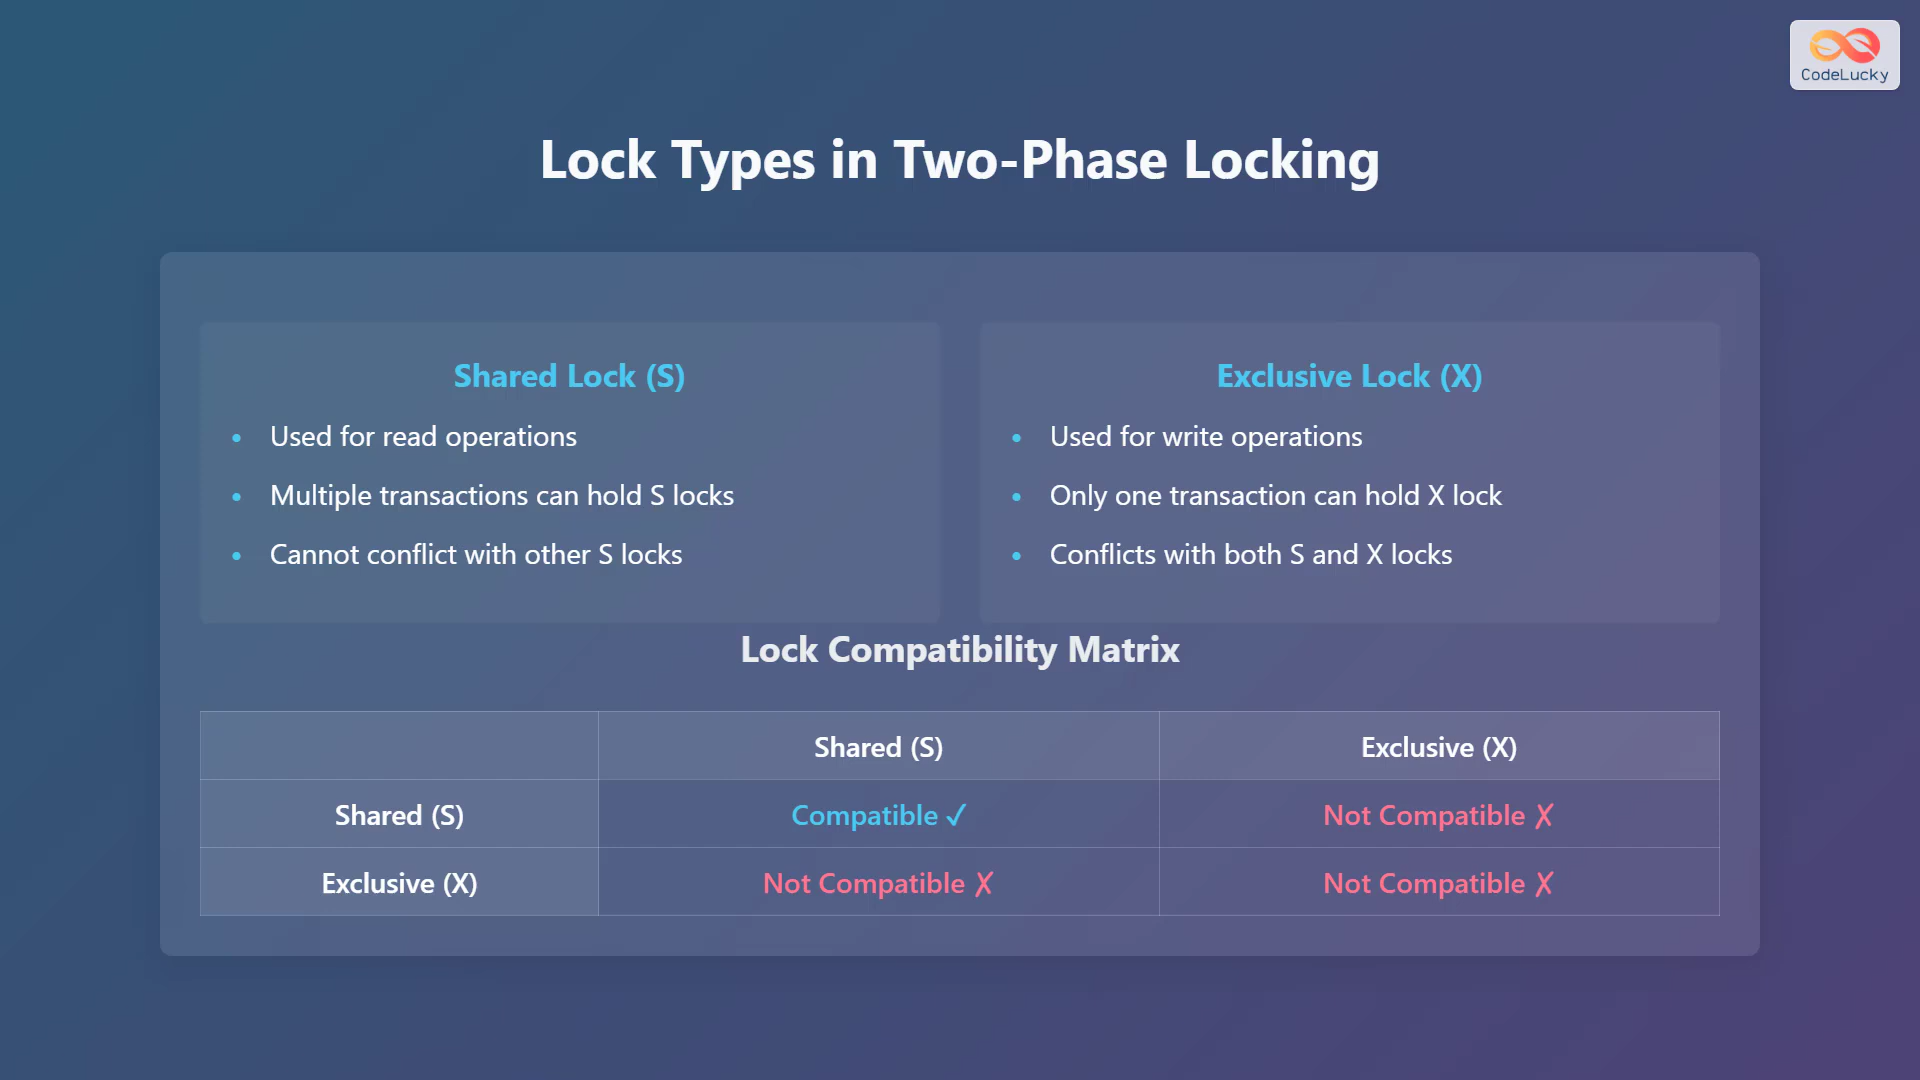 CodeLucky
Lock Types in Two-Phase Locking
Shared Lock (S)
• Used for read operations
• Multiple transactions can hold S locks
• Cannot conflict with other S locks
Exclusive Lock (X)
• Used for write operations
• Only one transaction can hold X lock
• Conflicts with both S and X locks
Lock Compatibility Matrix
Shared (S) Exclusive (X)
Shared (S) Compatible ✓ Not Compatible ✗
Exclusive (X) Not Compatible ✗ Not Compatible ✗